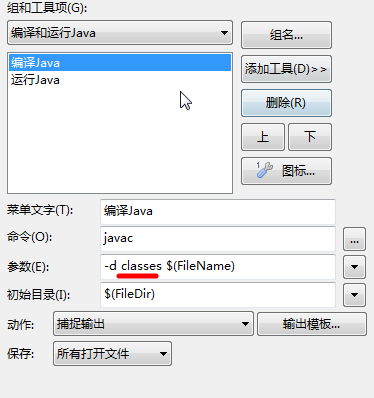 组和工具项(G):
编译和运行Java
组名...
编译Java
运行Java
添加工具(D)>>
删除(R)
上
下
图标...
菜单文字(T):
编译Java
命令(O):
javac
...
参数(E):
-d classes $(FileName)
初始目录(I):
$(FileDir)
动作:
捕捉输出
输出模板...
保存:
所有打开文件